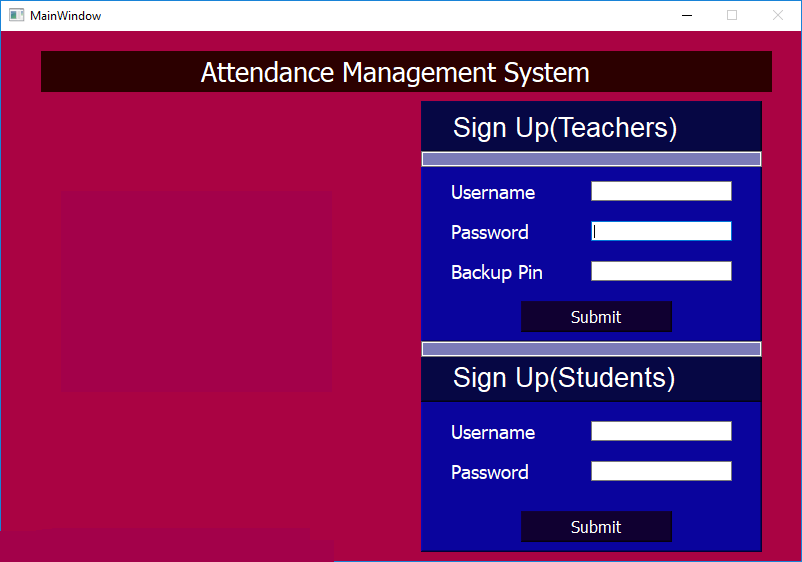 MainWindow
Attendance Management System
Sign Up(Teachers)
Username
Password
Backup Pin
Submit
Sign Up(Students)
Username
Password
Submit